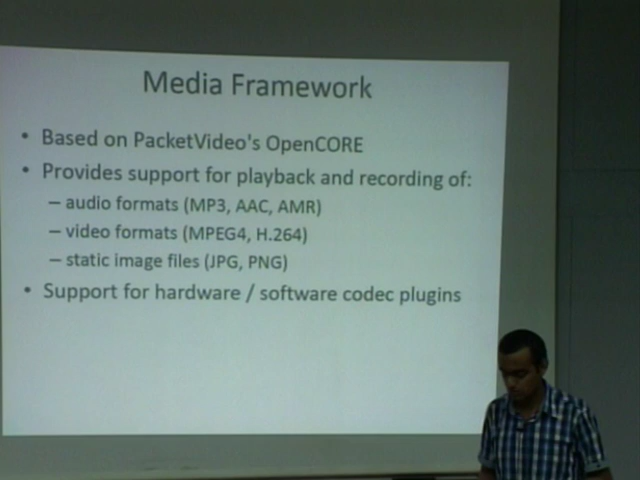 Media Framework
• Based on PacketVideo's OpenCORE
• Provides support for playback and recording of:
– audio formats (MP3, AAC, AMR)
– video formats (MPEG4, H.264)
– static image files (JPG, PNG)
• Support for hardware / software codec plugins